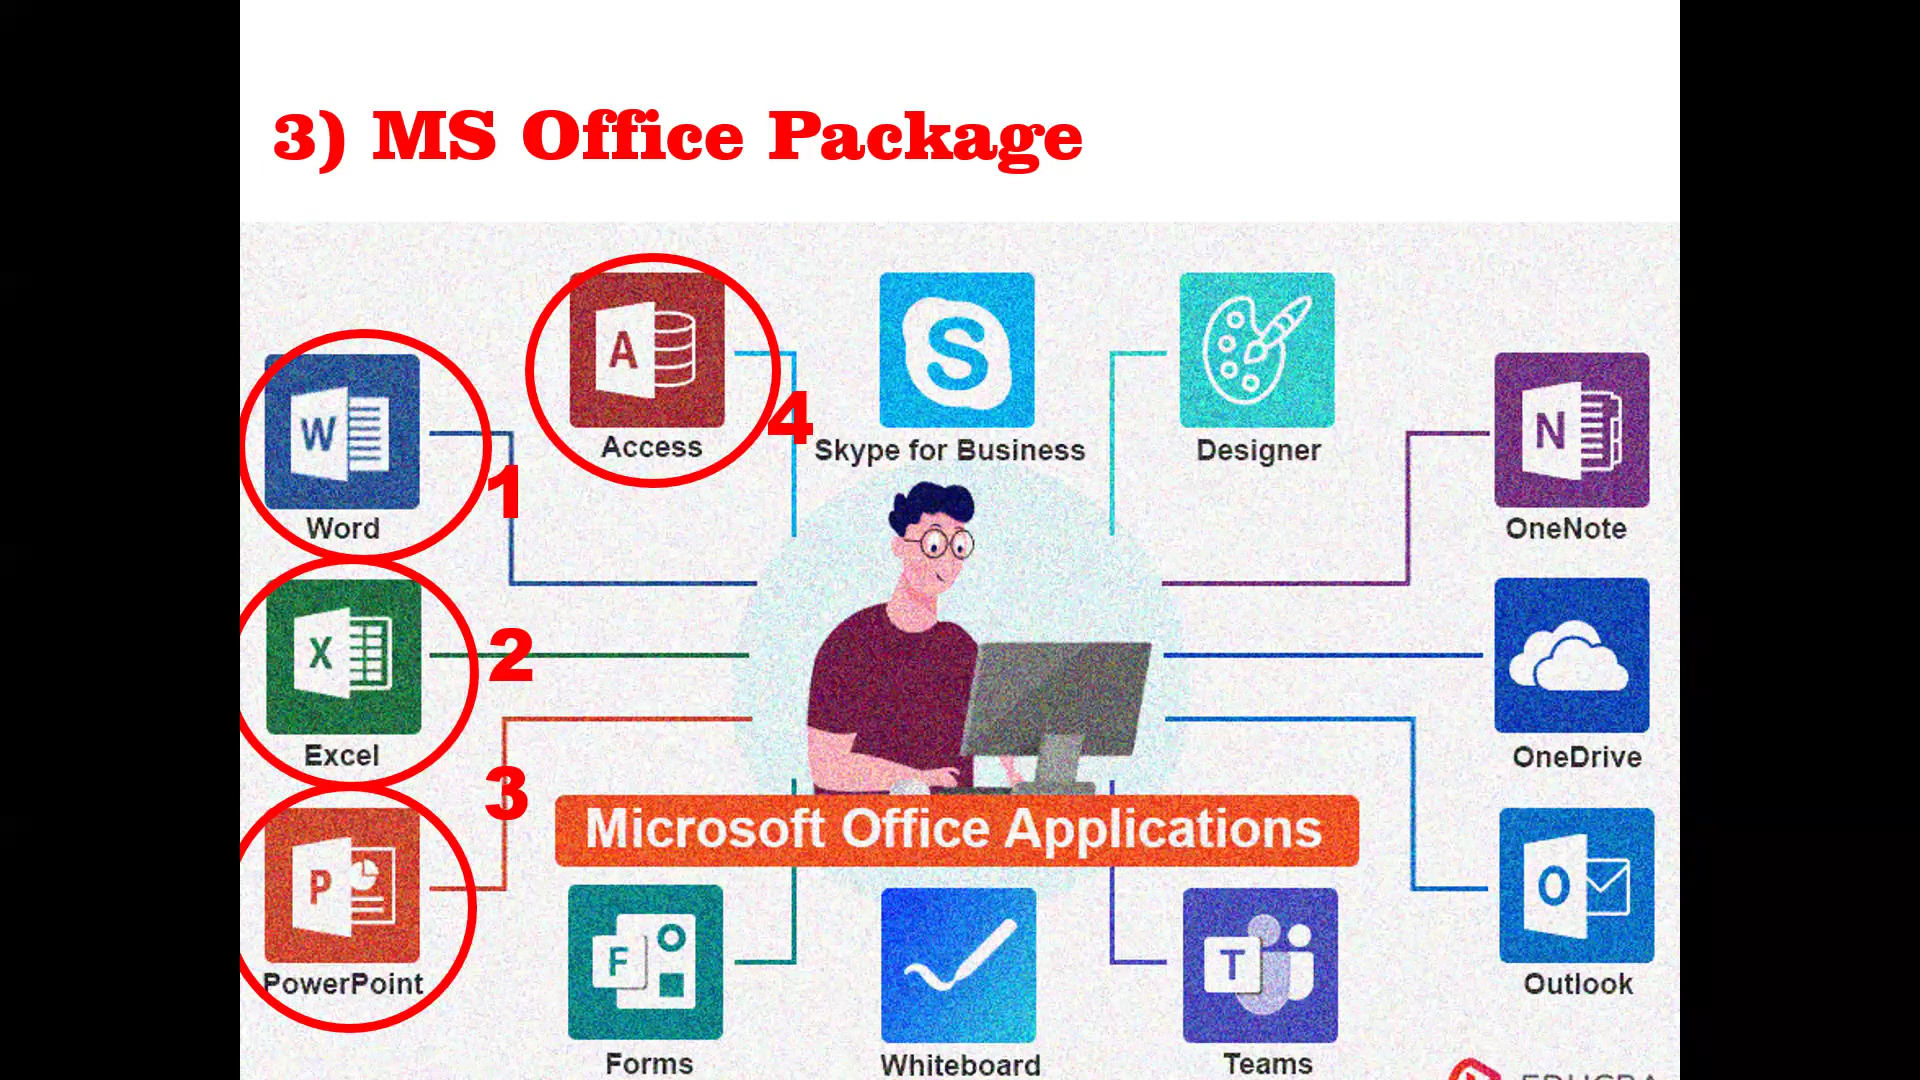 3) MS Office Package
A
S
W
N
Access
4
Skype for Business
Designer
1
Word
OneNote
X
2
Excel
OneDrive
3
P
Microsoft Office Applications
O
PowerPoint
Outlook
F
T
Forms
Whiteboard
Teams